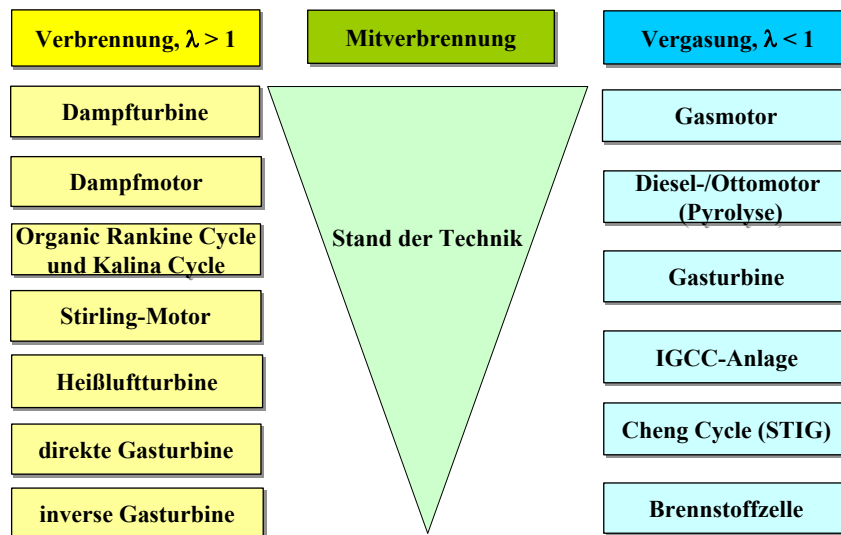 Verbrennung, λ > 1
Mitverbrennung
Vergasung, λ < 1
Dampfturbine
Dampfmotor
Organic Rankine Cycle
und Kalina Cycle
Stirling-Motor
Heißluftturbine
direkte Gasturbine
inverse Gasturbine
Stand der Technik
Gasmotor
Diesel-/Ottomotor
(Pyrolyse)
Gasturbine
IGCC-Anlage
Cheng Cycle (STIG)
Brennstoffzelle